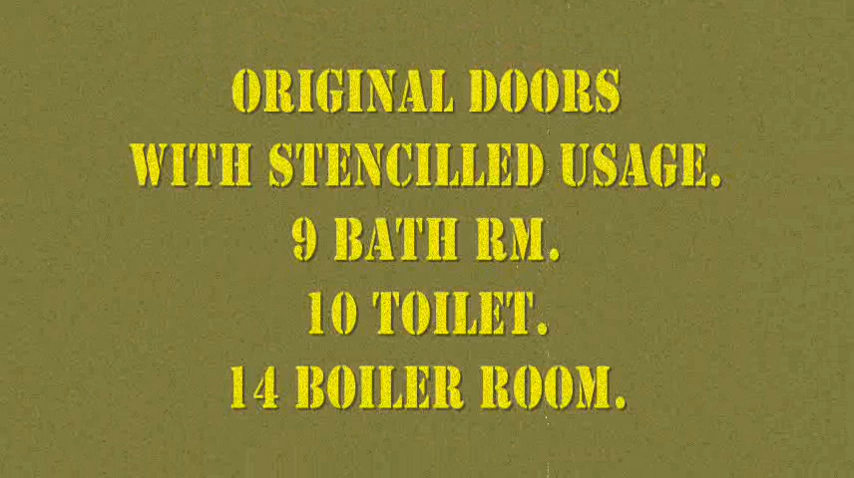 ORIGINAL DOORS
WITH STENCILLED USAGE.
9 BATH RM.
10 TOILET.
14 BOILER ROOM.